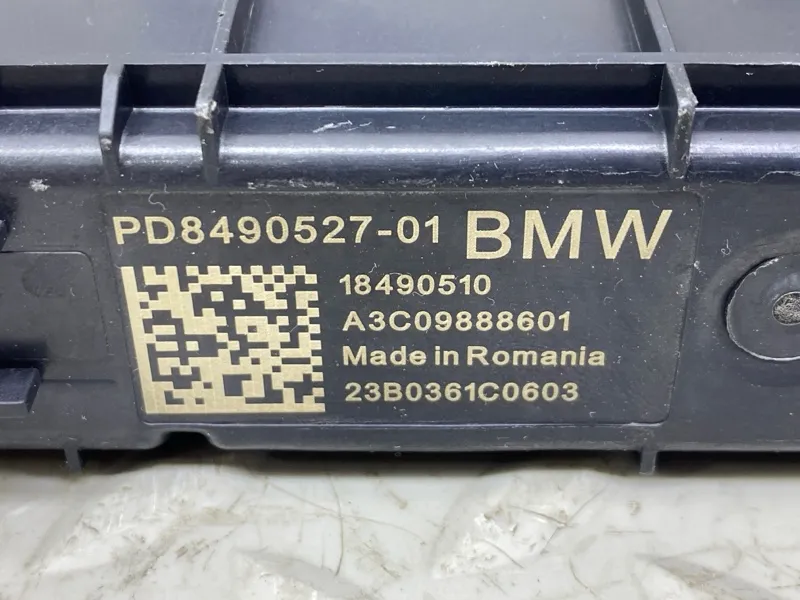 PD8490527-01 BMW
18490510
A3C09888601
Made in Romania
23B0361C0603